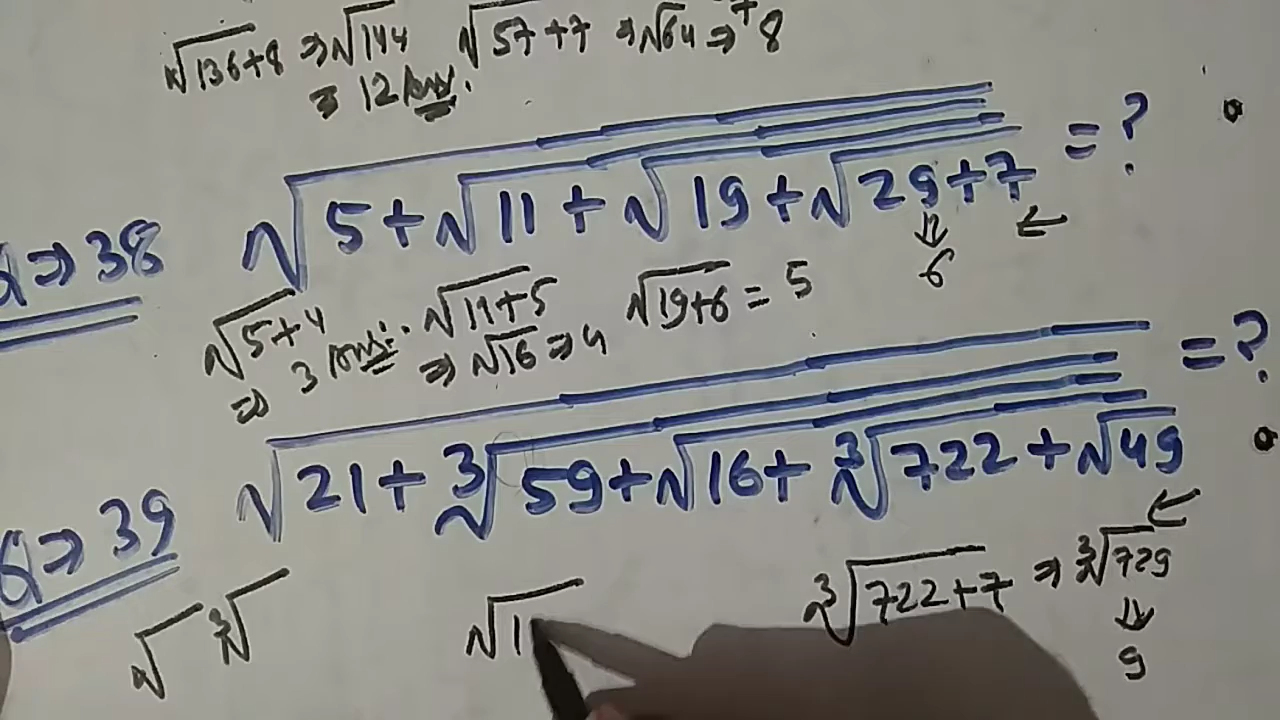 √136+8 ⇒ √144 √57+7 ⇒ √64 ⇒ 8
⇒ 12 Ans.
Q⇒38 √5+√11+√19+√29+7 = ?
⇓ ←
6
√5+4 √11+5 √19+6 = 5
⇒ 3 Ans. ⇒ √16 ⇒ 4
Q⇒39 √21+∛59+√16+∛722+√49 = ?
√ ∛ √1 ∛722+7 ⇒ ∛729 ←
⇓
9